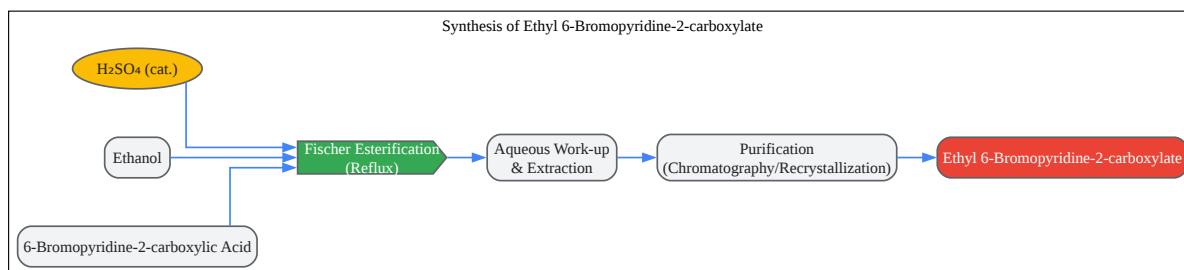 Synthesis of Ethyl 6-Bromopyridine-2-carboxylate
H₂SO₄ (cat.)
Ethanol
6-Bromopyridine-2-carboxylic Acid
Fischer Esterification
(Reflux)
Aqueous Work-up
& Extraction
Purification
(Chromatography/Recrystallization)
Ethyl 6-Bromopyridine-2-carboxylate